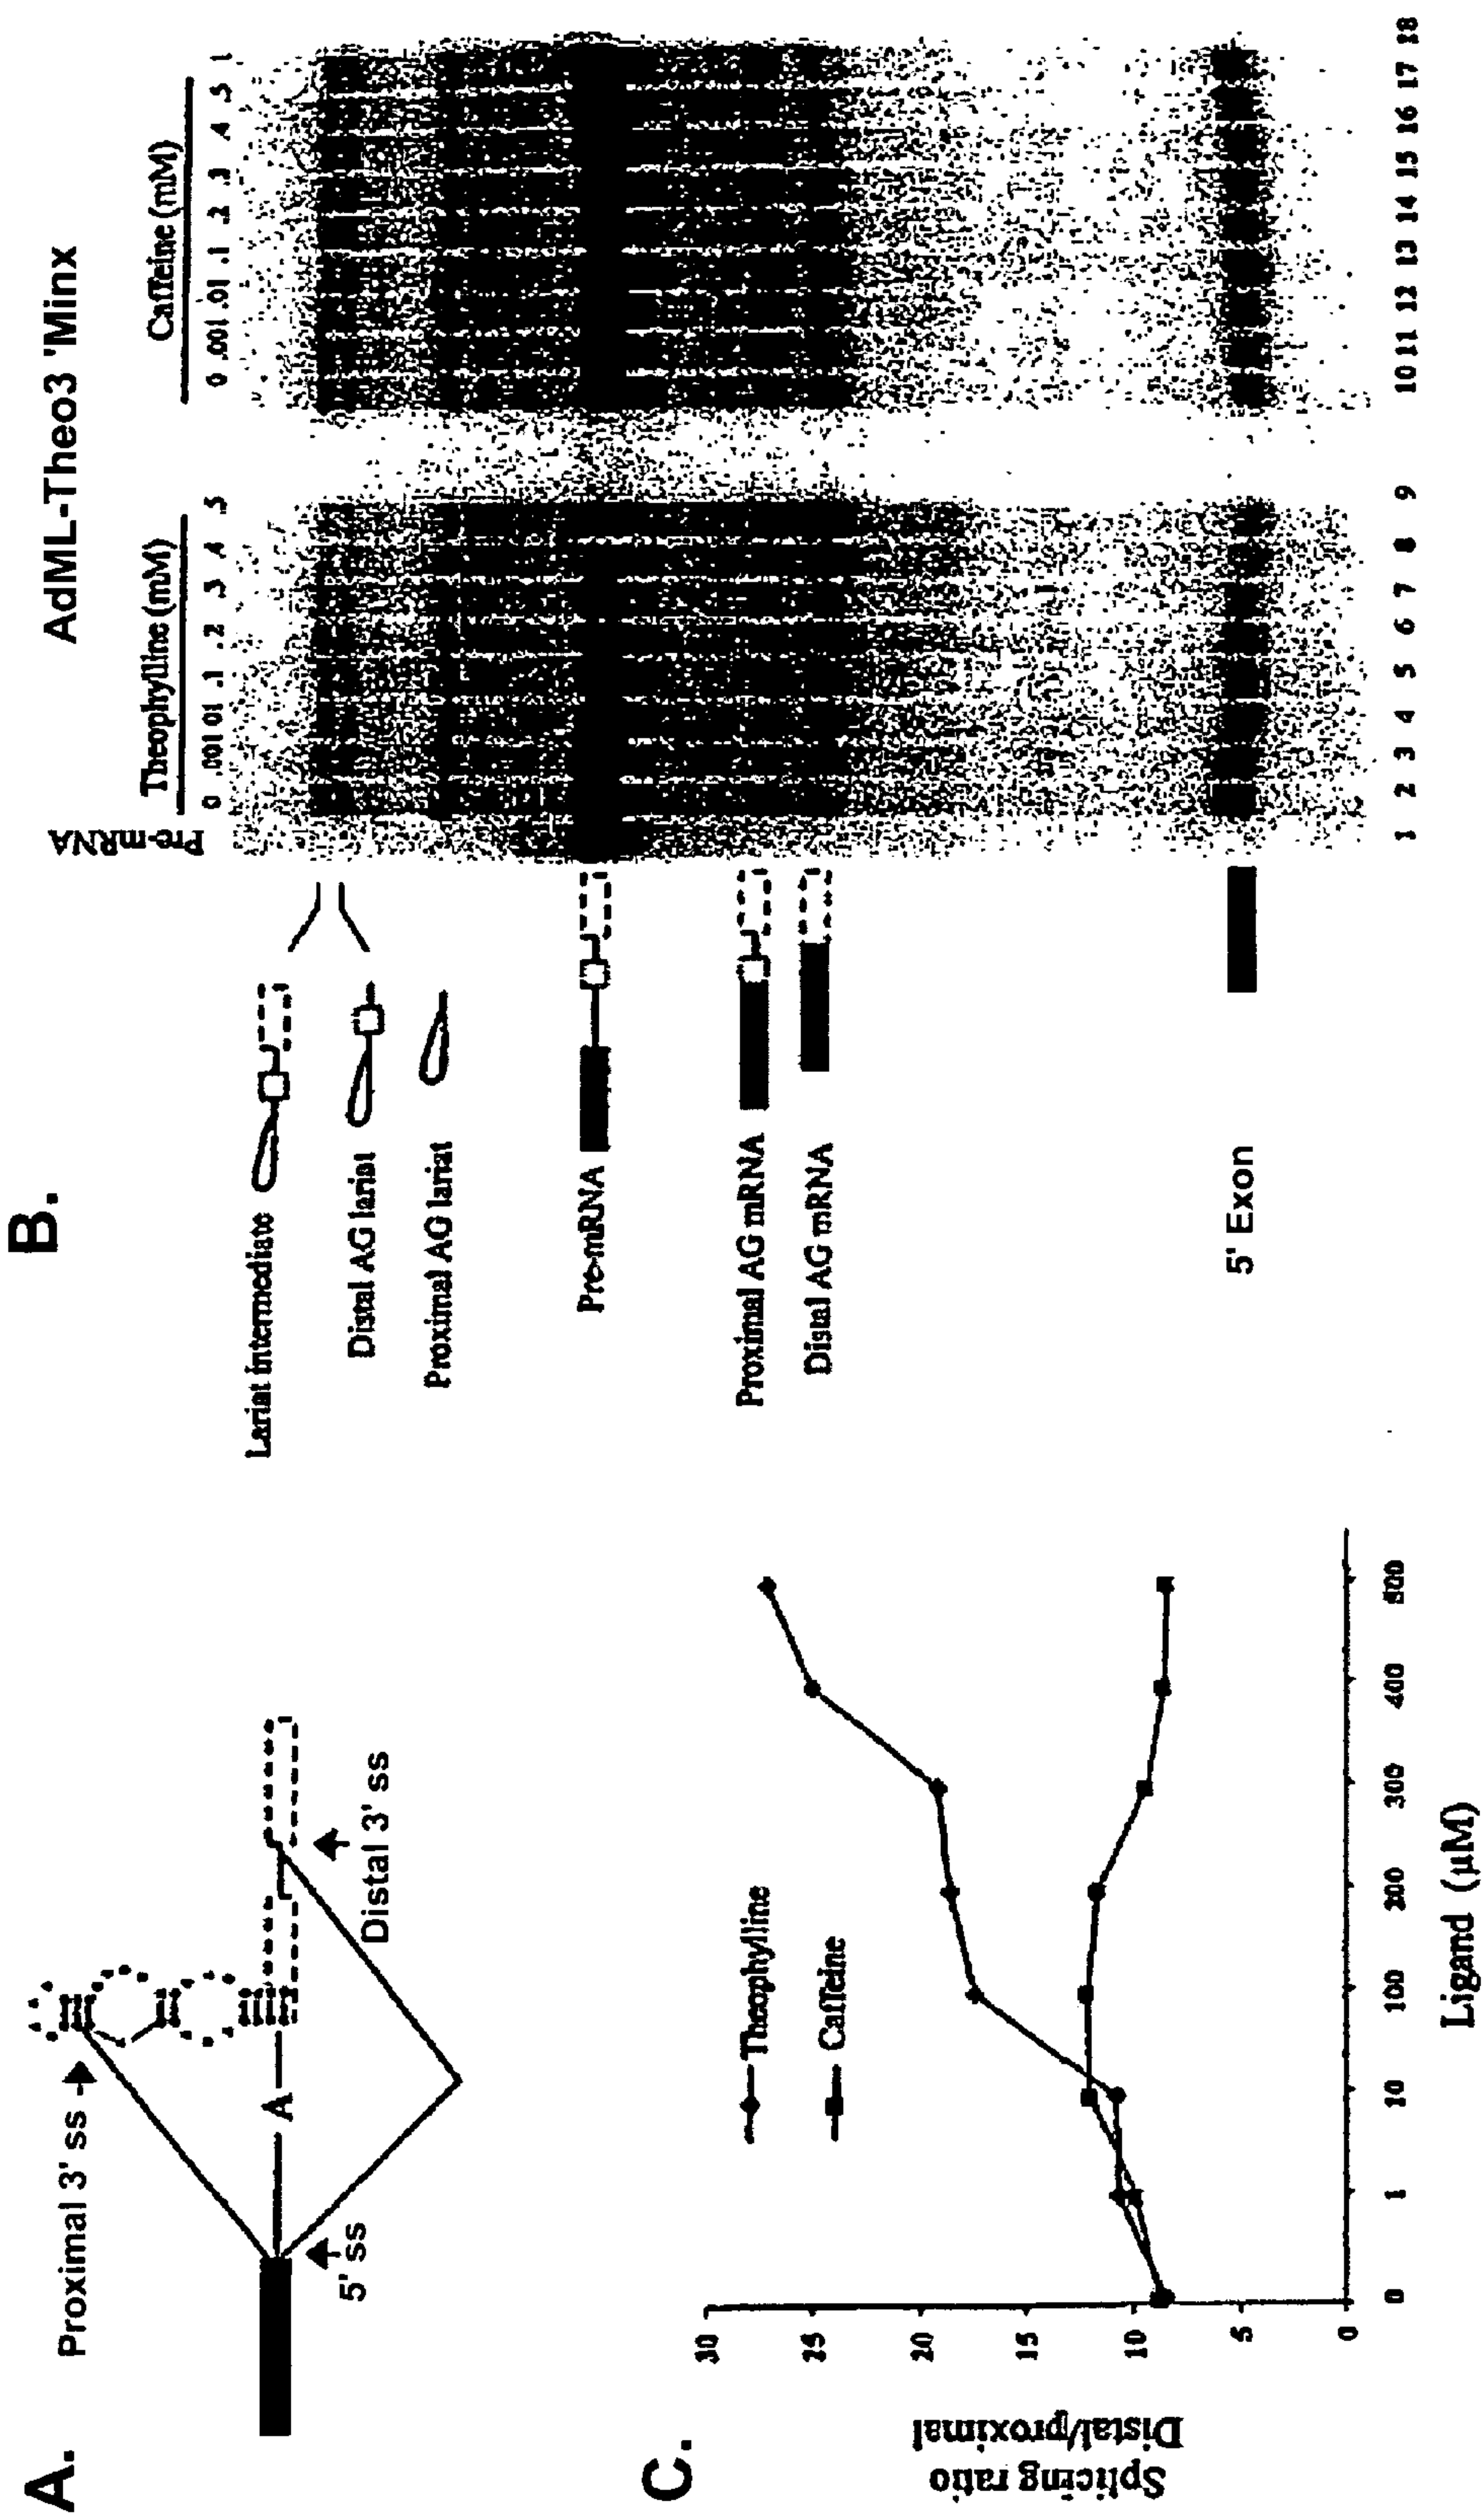 A.
Proximal 3' ss
A
5' ss
Distal 3' ss
B.
AdML-Theo3 'Minx
Pre-mRNA
Theophylline (mM)
0 .001 .01 .1 .2 .3 .4 .5
Caffeine (mM)
0 .001 .01 .1 .2 .3 .4 .5 1
Lariat intermediate
Distal AG lariat
Proximal AG lariat
Pre-mRNA
Proximal AG mRNA
Distal AG mRNA
5' Exon
1 2 3 4 5 6 7 8 9
10 11 12 13 14 15 16 17 18
C.
Splicing ratio
Distal/proximal
30
25
20
15
10
5
0
Theophylline
Caffeine
0 1 10 100 200 300 400 500
Ligand (µM)